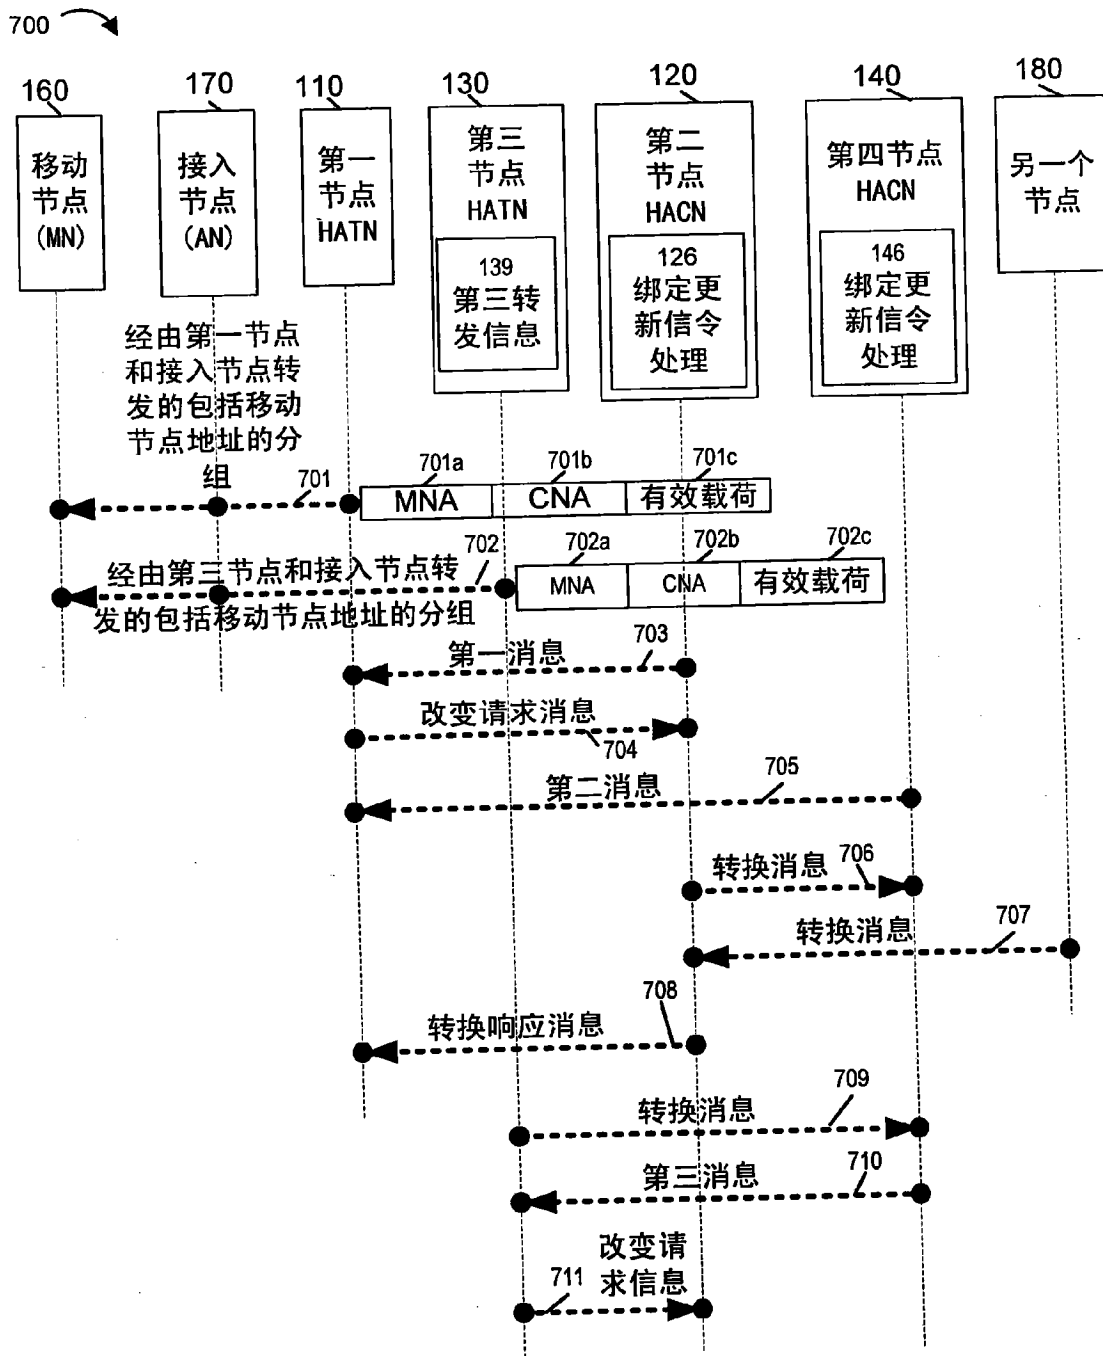 700
160
170
110
130
120
140
180
移动
节点
(MN)
接入
节点
(AN)
第一
节点
HATN
第三
节点
HATN
139
第三转
发信息
第二
节点
HACN
126
绑定更
新信令
处理
第四节点
HACN
146
绑定更
新信令
处理
另一个
节点
经由第一节点
和接入节点转
发的包括移动
节点地址的分
组
701
701a
701b
701c
MNA
CNA
有效载荷
702
702a
702b
702c
经由第三节点和接入节点转
发的包括移动节点地址的分组
MNA
CNA
有效载荷
第一消息
703
改变请求消息
704
第二消息
705
转换消息
706
转换消息
707
转换响应消息
708
转换消息
709
第三消息
710
改变请
求信息
711